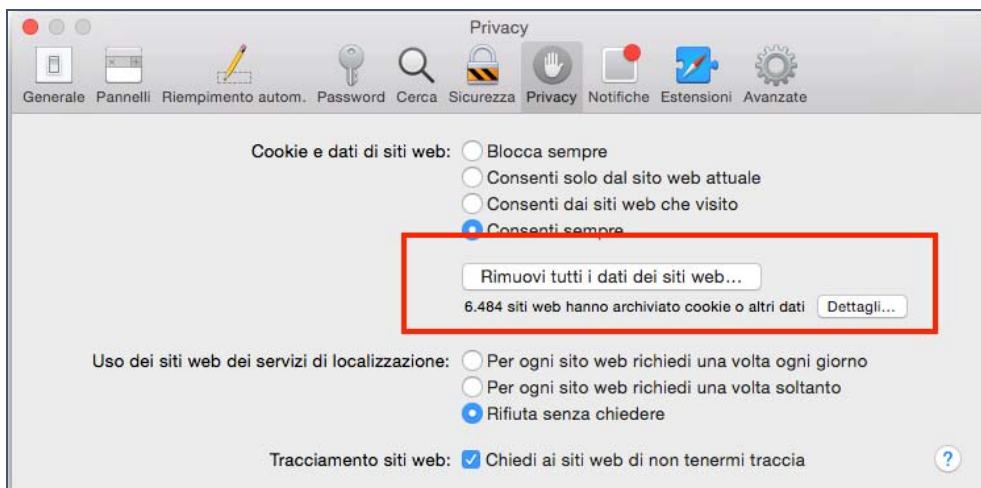 Privacy
Generale Pannelli Riempimento autom. Password Cerca Sicurezza Privacy Notifiche Estensioni Avanzate
Cookie e dati di siti web: Blocca sempre
Consenti solo dal sito web attuale
Consenti dai siti web che visito
Consenti sempre
Rimuovi tutti i dati dei siti web...
6.484 siti web hanno archiviato cookie o altri dati Dettagli...
Uso dei siti web dei servizi di localizzazione: Per ogni sito web richiedi una volta ogni giorno
Per ogni sito web richiedi una volta soltanto
Rifiuta senza chiedere
Tracciamento siti web: Chiedi ai siti web di non tenermi traccia ?